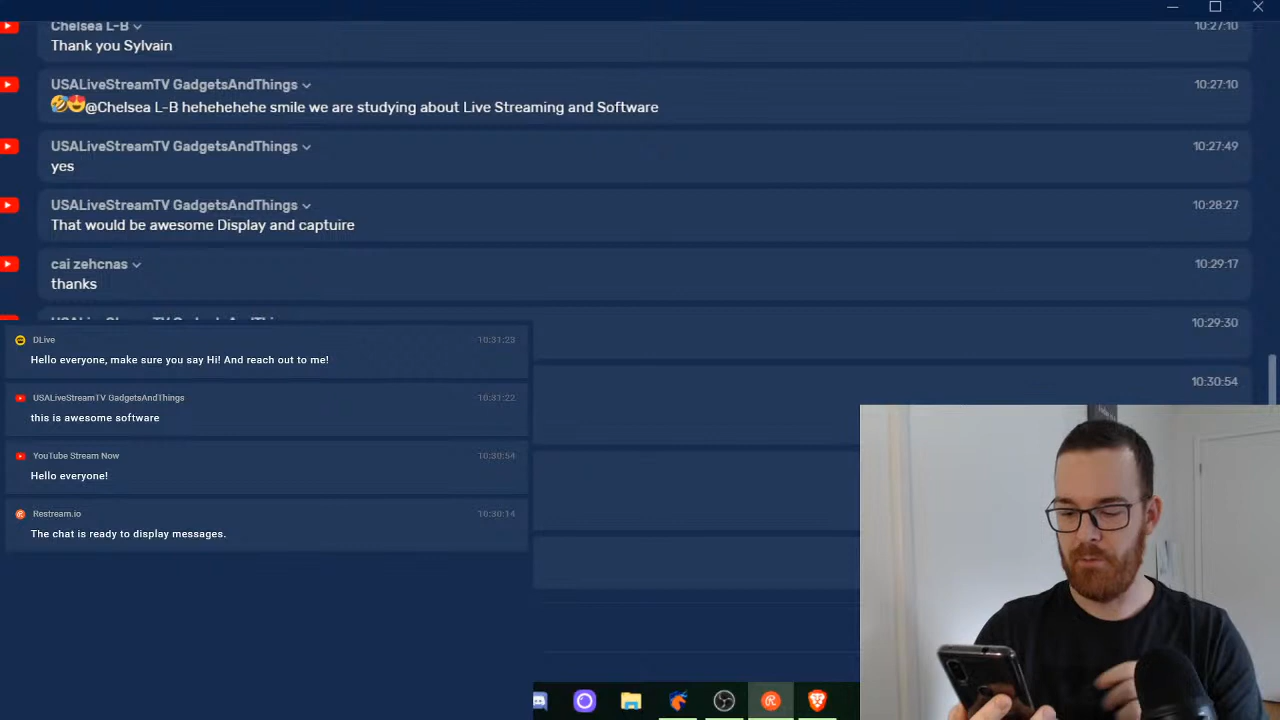 Chelsea L-B
10:27:10
Thank you Sylvain
USALiveStreamTV GadgetsAndThings
10:27:10
🤣😍@Chelsea L-B hehehehehe smile we are studying about Live Streaming and Software
USALiveStreamTV GadgetsAndThings
10:27:49
yes
USALiveStreamTV GadgetsAndThings
10:28:27
That would be awesome Display and captuire
cai zehcnas
10:29:17
thanks
10:29:30
10:30:54
DLive
10:31:23
Hello everyone, make sure you say Hi! And reach out to me!
USALiveStreamTV GadgetsAndThings
10:31:22
this is awesome software
YouTube Stream Now
10:30:54
Hello everyone!
Restream.io
10:30:14
The chat is ready to display messages.